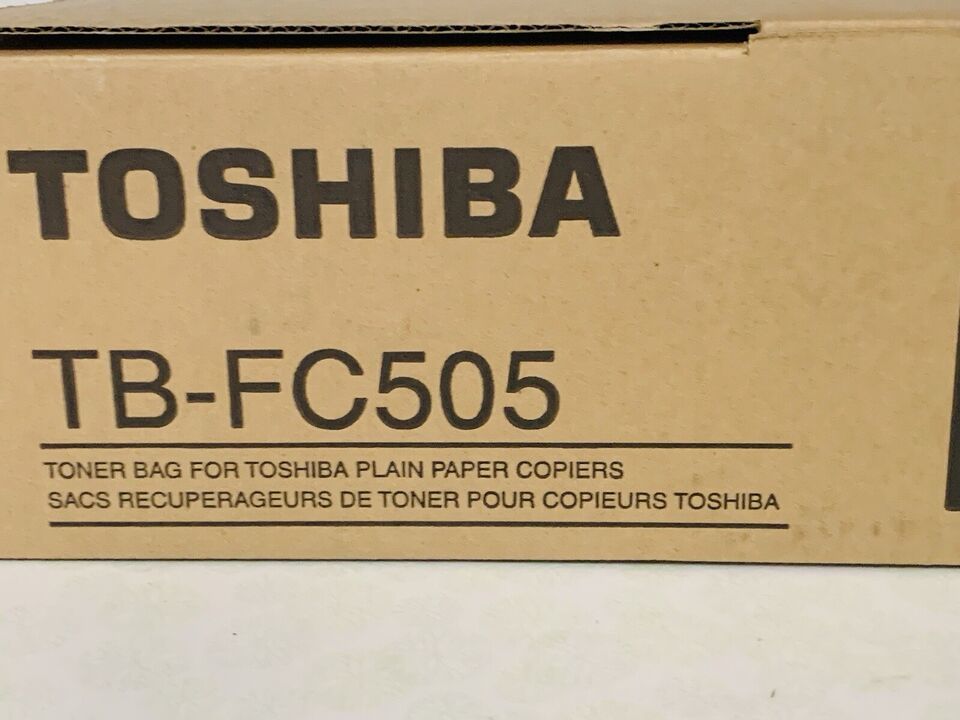 TOSHIBA
TB-FC505
TONER BAG FOR TOSHIBA PLAIN PAPER COPIERS
SACS RECUPERAGEURS DE TONER POUR COPIEURS TOSHIBA